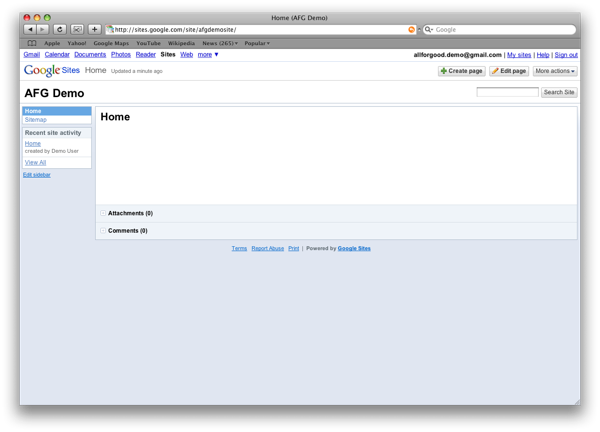 Home (AFG Demo)
http://sites.google.com/site/afgdemosite/
Google
Apple Yahoo! Google Maps YouTube Wikipedia News (265) Popular
Gmail Calendar Documents Photos Reader Sites Web more ▼
allforgood.demo@gmail.com | My sites | Help | Sign out
Google Sites Home Updated a minute ago
Create page Edit page More actions
AFG Demo
Search Site
Home
Sitemap
Recent site activity
Home
created by Demo User
View All
Edit sidebar
Home
Attachments (0)
Comments (0)
Terms Report Abuse Print | Powered by Google Sites